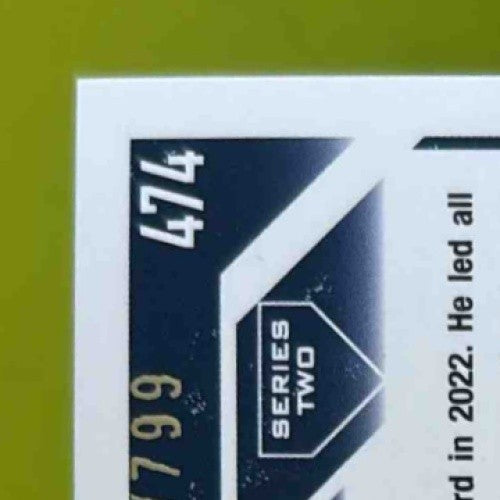 474
/799
SERIES
TWO
rd in 2022. He led all